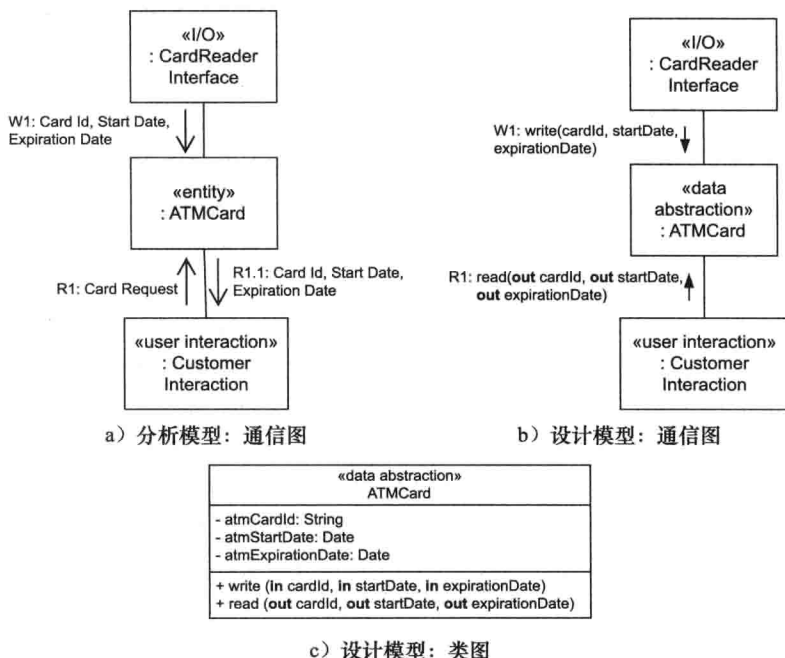 «I/O»
: CardReader
Interface
W1: Card Id, Start Date,
Expiration Date
«entity»
: ATMCard
R1: Card Request
R1.1: Card Id, Start Date,
Expiration Date
«user interaction»
: Customer
Interaction
a）分析模型：通信图
«I/O»
: CardReader
Interface
W1: write(cardId, startDate,
expirationDate)
«data
abstraction»
: ATMCard
R1: read(out cardId, out startDate,
out expirationDate)
«user interaction»
: Customer
Interaction
b）设计模型：通信图
«data abstraction»
ATMCard
- atmCardId: String
- atmStartDate: Date
- atmExpirationDate: Date
+ write (in cardId, in startDate, in expirationDate)
+ read (out cardId, out startDate, out expirationDate)
c）设计模型：类图